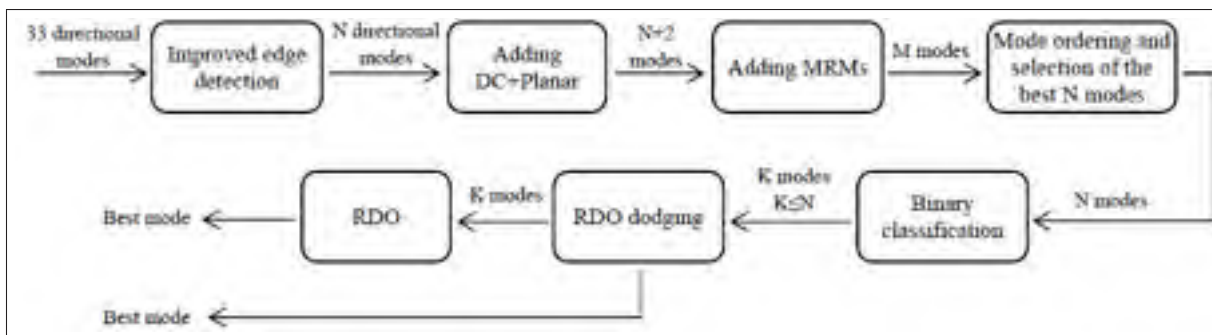 33 directional
modes
Improved edge
detection
N directional
modes
Adding
DC+Planar
N+2
modes
Adding MRMs
M modes
Mode ordering and
selection of the
best N modes
N modes
Binary
classification
K modes
K≤N
RDO dodging
K modes
RDO
Best mode
Best mode